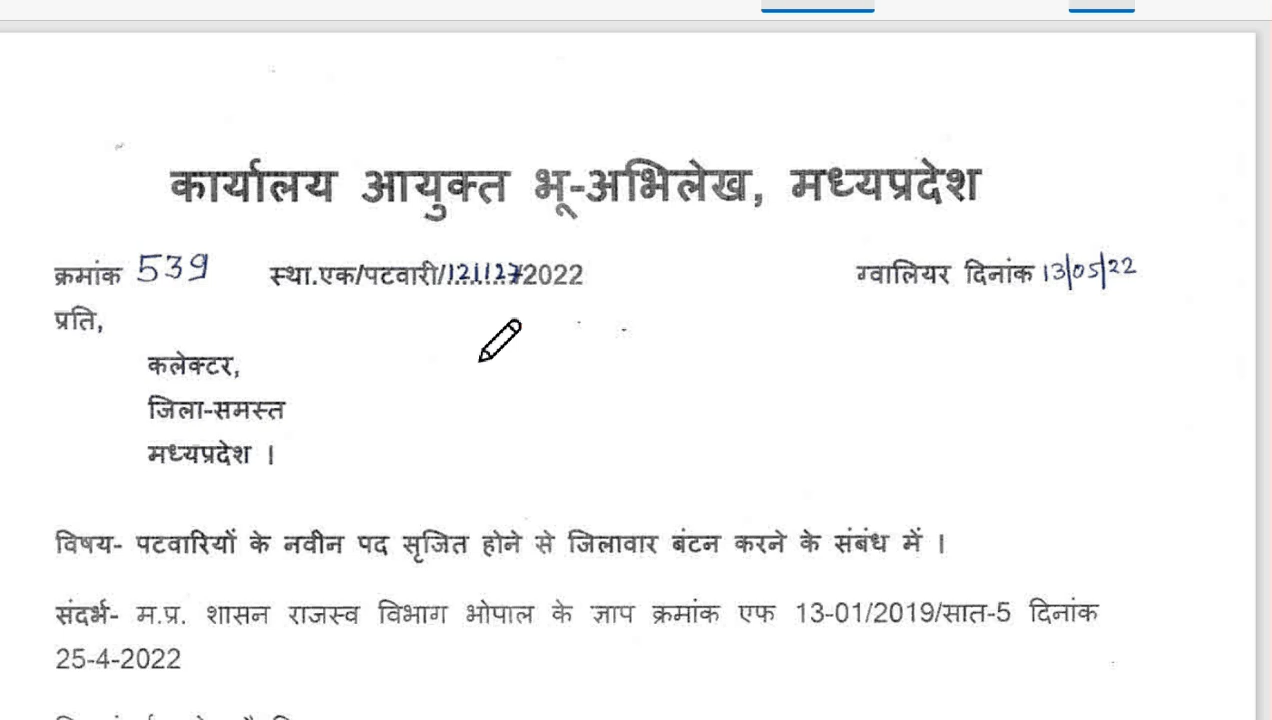 कार्यालय आयुक्त भू-अभिलेख, मध्यप्रदेश
क्रमांक 539 स्था.एक/पटवारी/ 2022 ग्वालियर दिनांक 13/05/22
प्रति,
कलेक्टर,
जिला-समस्त
मध्यप्रदेश ।
विषय- पटवारियों के नवीन पद सृजित होने से जिलावार बंटन करने के संबंध में ।
संदर्भ- म.प्र. शासन राजस्व विभाग भोपाल के ज्ञाप क्रमांक एफ 13-01/2019/सात-5 दिनांक
25-4-2022